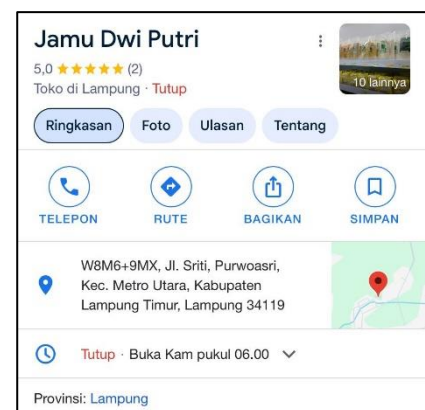 Jamu Dwi Putri
5,0 ★★★★★ (2)
Toko di Lampung · Tutup
10 lainnya
Ringkasan Foto Ulasan Tentang
TELEPON RUTE BAGIKAN SIMPAN
W8M6+9MX, Jl. Sriti, Purwoasri,
Kec. Metro Utara, Kabupaten
Lampung Timur, Lampung 34119
Tutup · Buka Kam pukul 06.00
Provinsi: Lampung